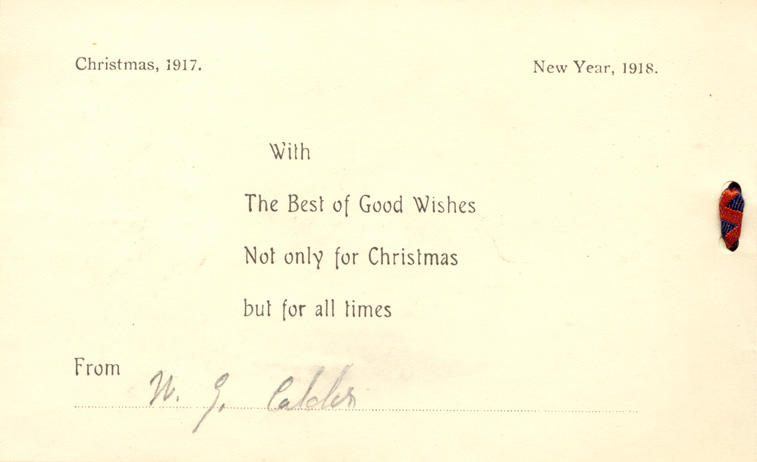 Christmas, 1917.
New Year, 1918.
With
The Best of Good Wishes
Not only for Christmas
but for all times
From
G. Calder